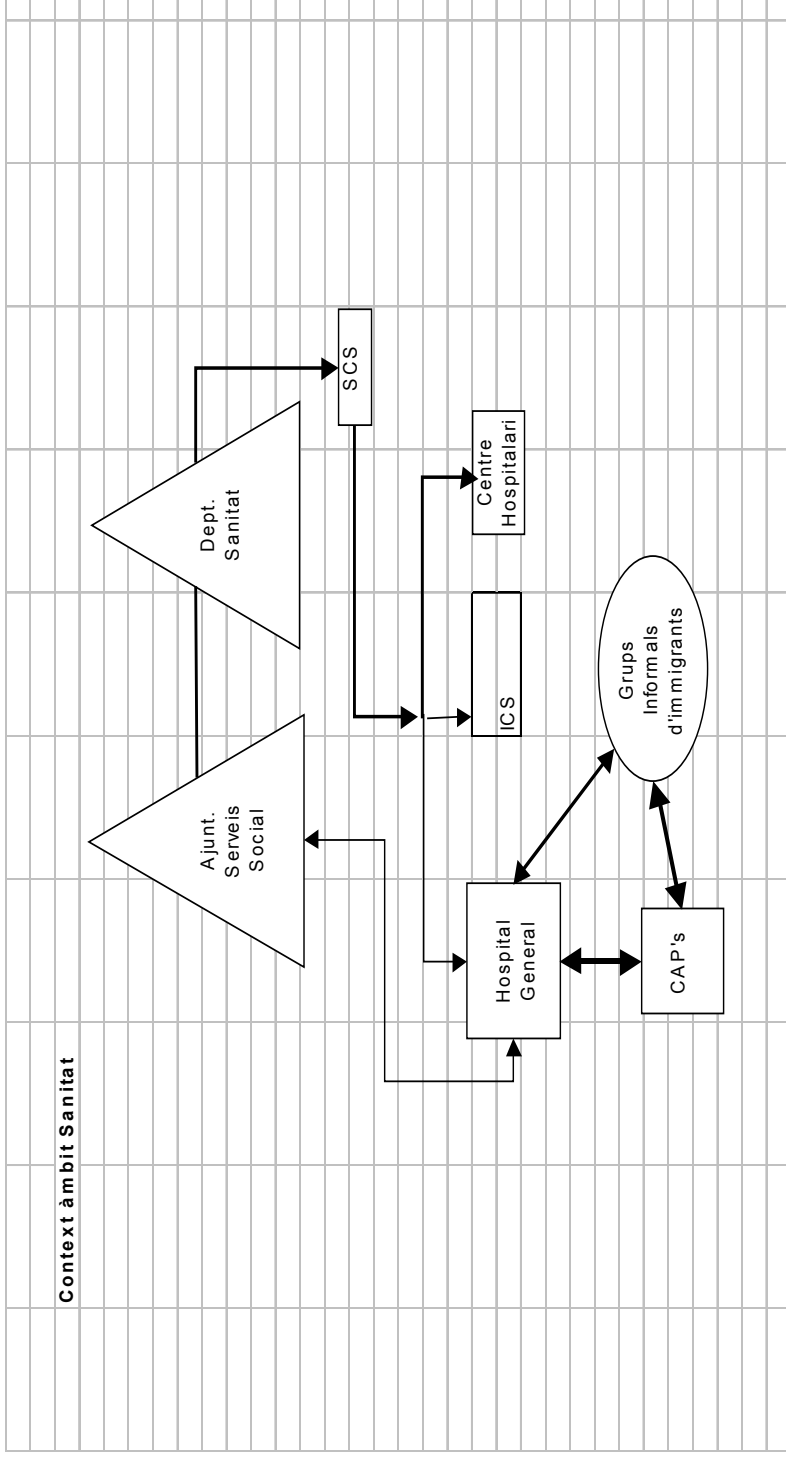 Context àmbit Sanitat
Ajunt.
Serveis
Social
Dept.
Sanitat
SCS
Hospital
General
ICS
Centre
Hospitalari
CAP's
Grups
Informals
d'immigrants